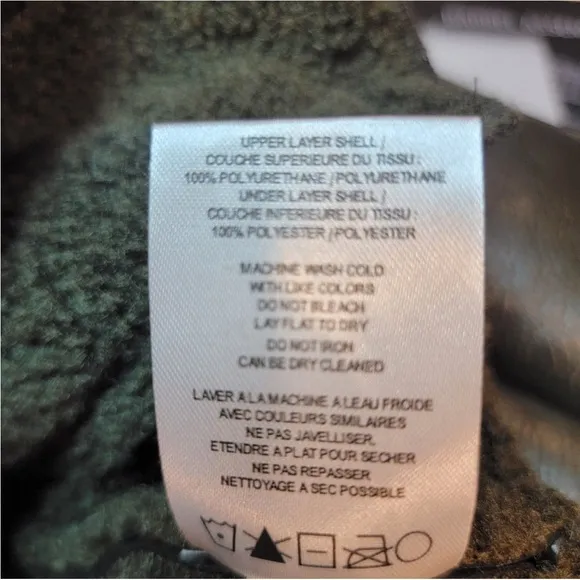 UPPER LAYER SHELL /
COUCHE SUPERIEURE DU TISSU :
100% POLYURETHANE / POLYURETHANE
UNDER LAYER SHELL /
COUCHE INFERIEURE DU TISSU :
100% POLYESTER / POLYESTER
MACHINE WASH COLD
WITH LIKE COLORS
DO NOT BLEACH
LAY FLAT TO DRY
DO NOT IRON
CAN BE DRY CLEANED
LAVER A LA MACHINE A LEAU FROIDE
AVEC COULEURS SIMILAIRES
NE PAS JAVELLISER.
ETENDRE A PLAT POUR SECHER
NE PAS REPASSER
NETTOYAGE A SEC POSSIBLE